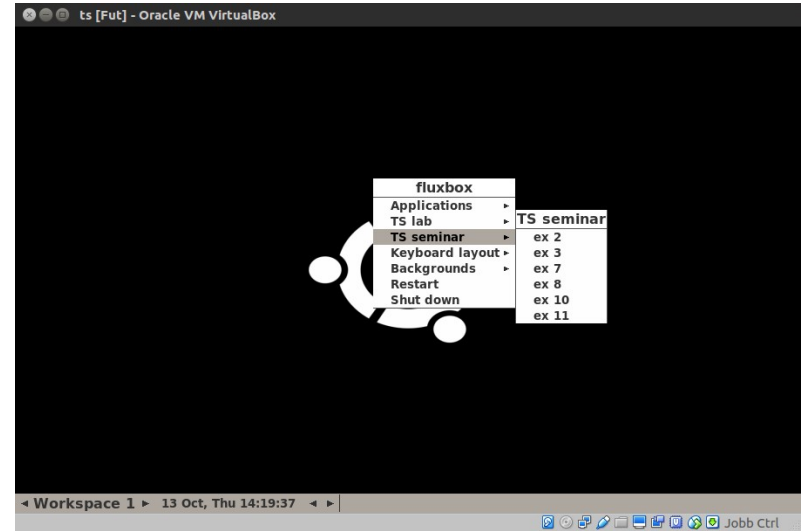 ts [Fut] - Oracle VM VirtualBox
fluxbox
Applications
TS lab
TS seminar
Keyboard layout
Backgrounds
Restart
Shut down
TS seminar
ex 2
ex 3
ex 7
ex 8
ex 10
ex 11
Workspace 1 13 Oct, Thu 14:19:37
Jobb Ctrl